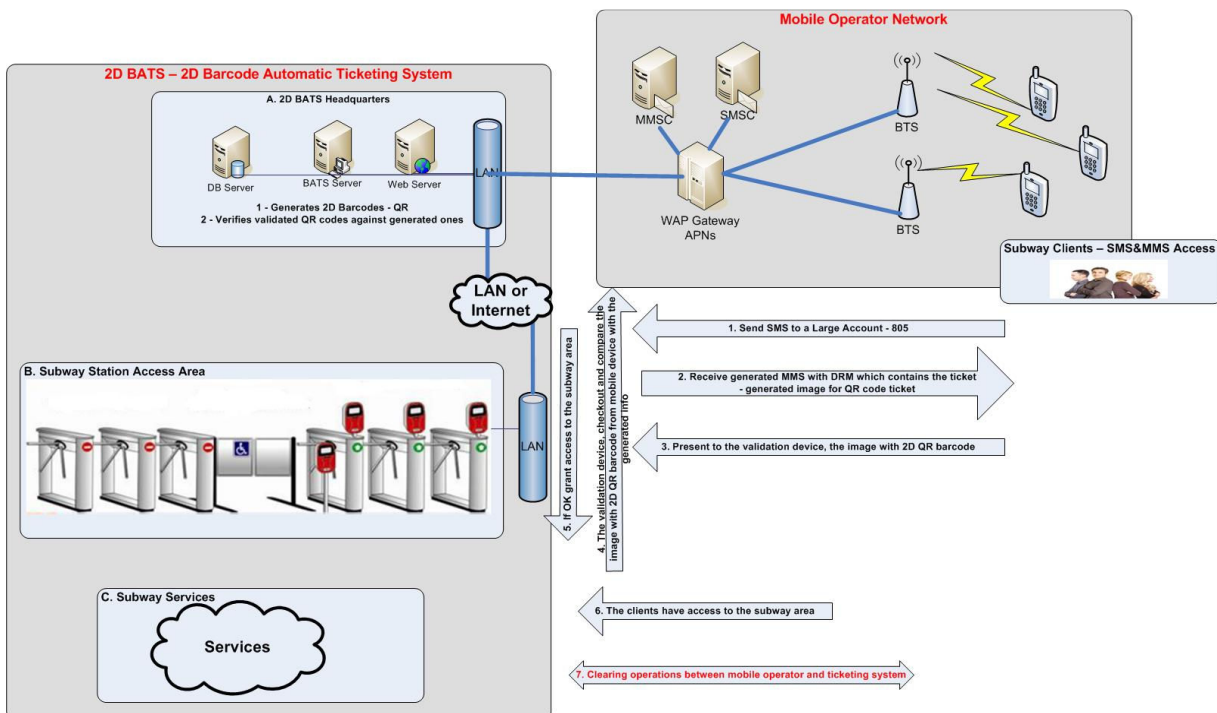 Mobile Operator Network
MMSC
SMSC
BTS
WAP Gateway
APNs
BTS
Subway Clients – SMS&MMS Access
2D BATS – 2D Barcode Automatic Ticketing System
A. 2D BATS Headquarters
DB Server
BATS Server
Web Server
LAN
1 - Generates 2D Barcodes - QR
2 - Verifies validated QR codes against generated ones
LAN or
Internet
B. Subway Station Access Area
LAN
C. Subway Services
Services
1. Send SMS to a Large Account - 805
2. Receive generated MMS with DRM which contains the ticket
- generated image for QR code ticket
3. Present to the validation device, the image with 2D QR barcode
4. The validation device, checkout and compare the
image with 2D QR barcode from mobile device with the
generated info
5. If OK grant access to the subway area
6. The clients have access to the subway area
7. Clearing operations between mobile operator and ticketing system